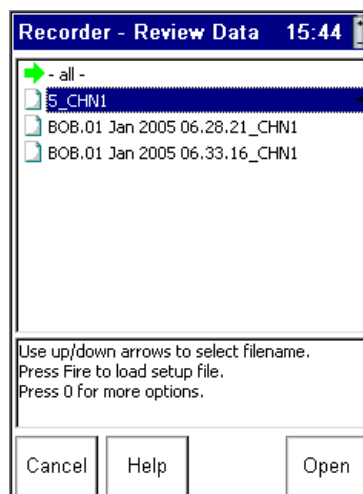 Recorder - Review Data 15:44
- all -
5_CHN1
BOB.01 Jan 2005 06.28.21_CHN1
BOB.01 Jan 2005 06.33.16_CHN1
Use up/down arrows to select filename.
Press Fire to load setup file.
Press 0 for more options.
Cancel Help Open